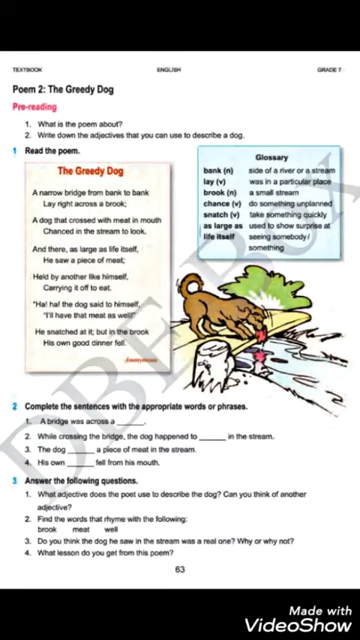 TEXTBOOK ENGLISH GRADE 7
Poem 2: The Greedy Dog
Pre-reading
1. What is the poem about?
2. Write down the adjectives that you can use to describe a dog.
1 Read the poem.
The Greedy Dog
A narrow bridge from bank to bank
Lay right across a brook;
A dog that crossed with meat in mouth
In the stream to look.
And there, as large as life itself,
He saw a piece of meat;
Held by another like himself,
Carrying it off to eat.
"Ha! ha! the dog said to himself,
"I'll have that meat as well!"
He snatched at it; but in the brook
His own good dinner fell.
Anonymous
Glossary
bank (n) side of a river or a stream
lay (v) was in a particular place
brook (n) a small stream
chance (v) do something unplanned
snatch (v) take something quickly
as large as used to show surprise at
life itself seeing somebody/
something
2 Complete the sentences with the appropriate words or phrases.
1. A bridge was across a ______.
2. While crossing the bridge, the dog happened to ______ in the stream.
3. The dog ______ a piece of meat in the stream.
4. His own ______ fell from his mouth.
3 Answer the following questions.
1. What adjective does the poet use to describe the dog? Can you think of another
adjective?
2. Find the words that rhyme with the following:
brook meat well
3. Do you think the dog he saw in the stream was a real one? Why or why not?
4. What lesson do you get from this poem?
63
Made with
VideoShow